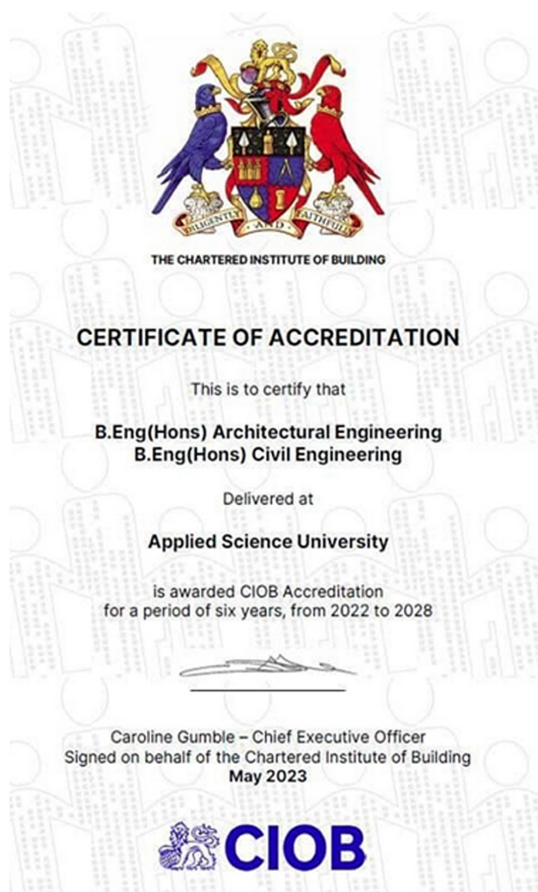 DILIGENTLY AND FAITHFULLY
THE CHARTERED INSTITUTE OF BUILDING
CERTIFICATE OF ACCREDITATION
This is to certify that
B.Eng(Hons) Architectural Engineering
B.Eng(Hons) Civil Engineering
Delivered at
Applied Science University
is awarded CIOB Accreditation
for a period of six years, from 2022 to 2028
Caroline Gumble – Chief Executive Officer
Signed on behalf of the Chartered Institute of Building
May 2023
CIOB